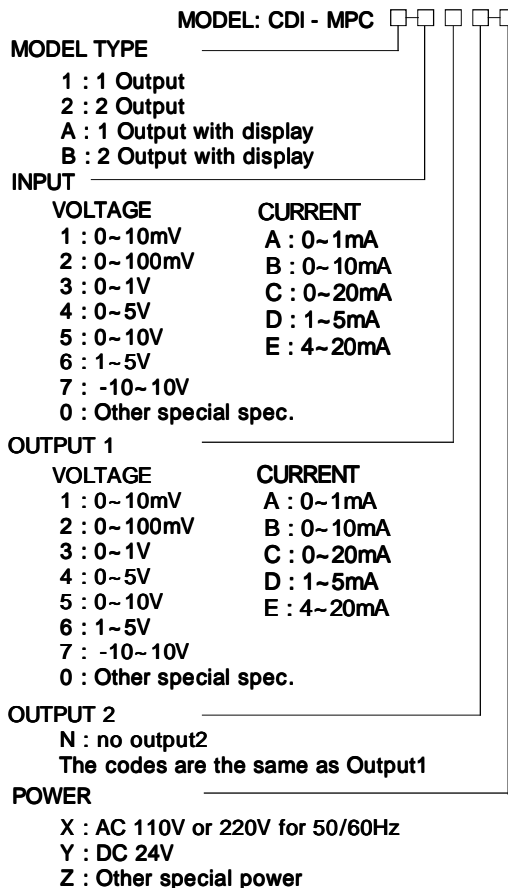 MODEL: CDI - MPC
MODEL TYPE
1 : 1 Output
2 : 2 Output
A : 1 Output with display
B : 2 Output with display
INPUT
VOLTAGE CURRENT
1 : 0~10mV A : 0~1mA
2 : 0~100mV B : 0~10mA
3 : 0~1V C : 0~20mA
4 : 0~5V D : 1~5mA
5 : 0~10V E : 4~20mA
6 : 1~5V
7 : -10~10V
0 : Other special spec.
OUTPUT 1
VOLTAGE CURRENT
1 : 0~10mV A : 0~1mA
2 : 0~100mV B : 0~10mA
3 : 0~1V C : 0~20mA
4 : 0~5V D : 1~5mA
5 : 0~10V E : 4~20mA
6 : 1~5V
7 : -10~10V
0 : Other special spec.
OUTPUT 2
N : no output2
The codes are the same as Output1
POWER
X : AC 110V or 220V for 50/60Hz
Y : DC 24V
Z : Other special power